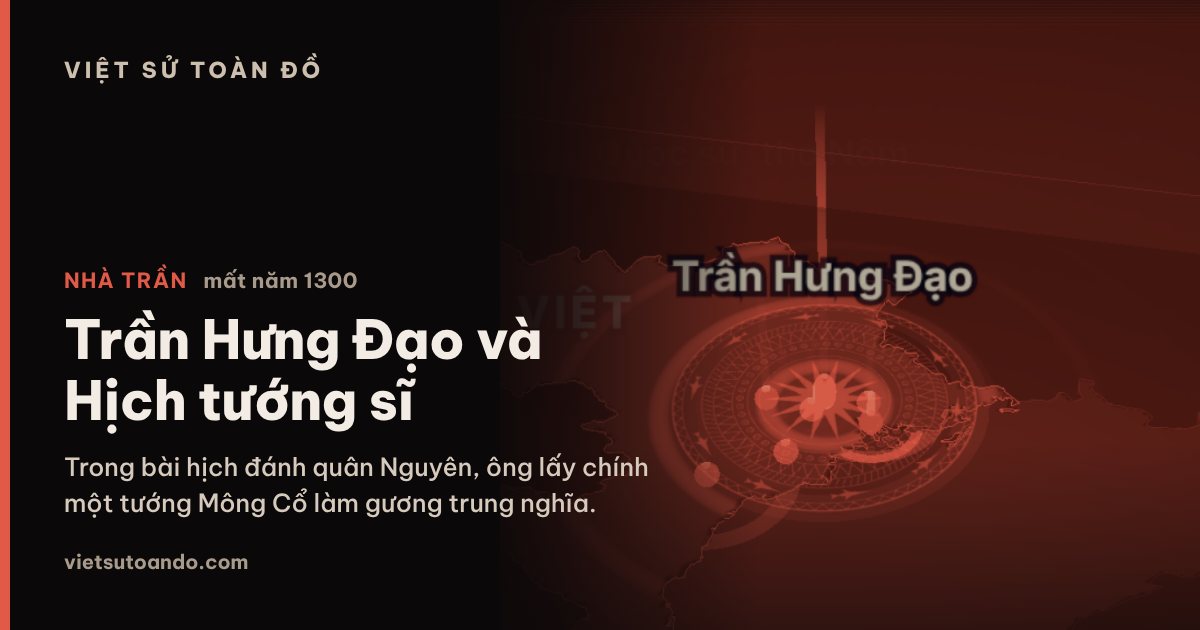 VIỆT SỬ TOÀN ĐỒ
NHÀ TRẦN mất năm 1300
Trần Hưng Đạo và
Hịch tướng sĩ
Trong bài hịch đánh quân Nguyên, ông lấy chính
một tướng Mông Cổ làm gương trung nghĩa.
vietsutoando.com
Trần Hưng Đạo
VIỆT